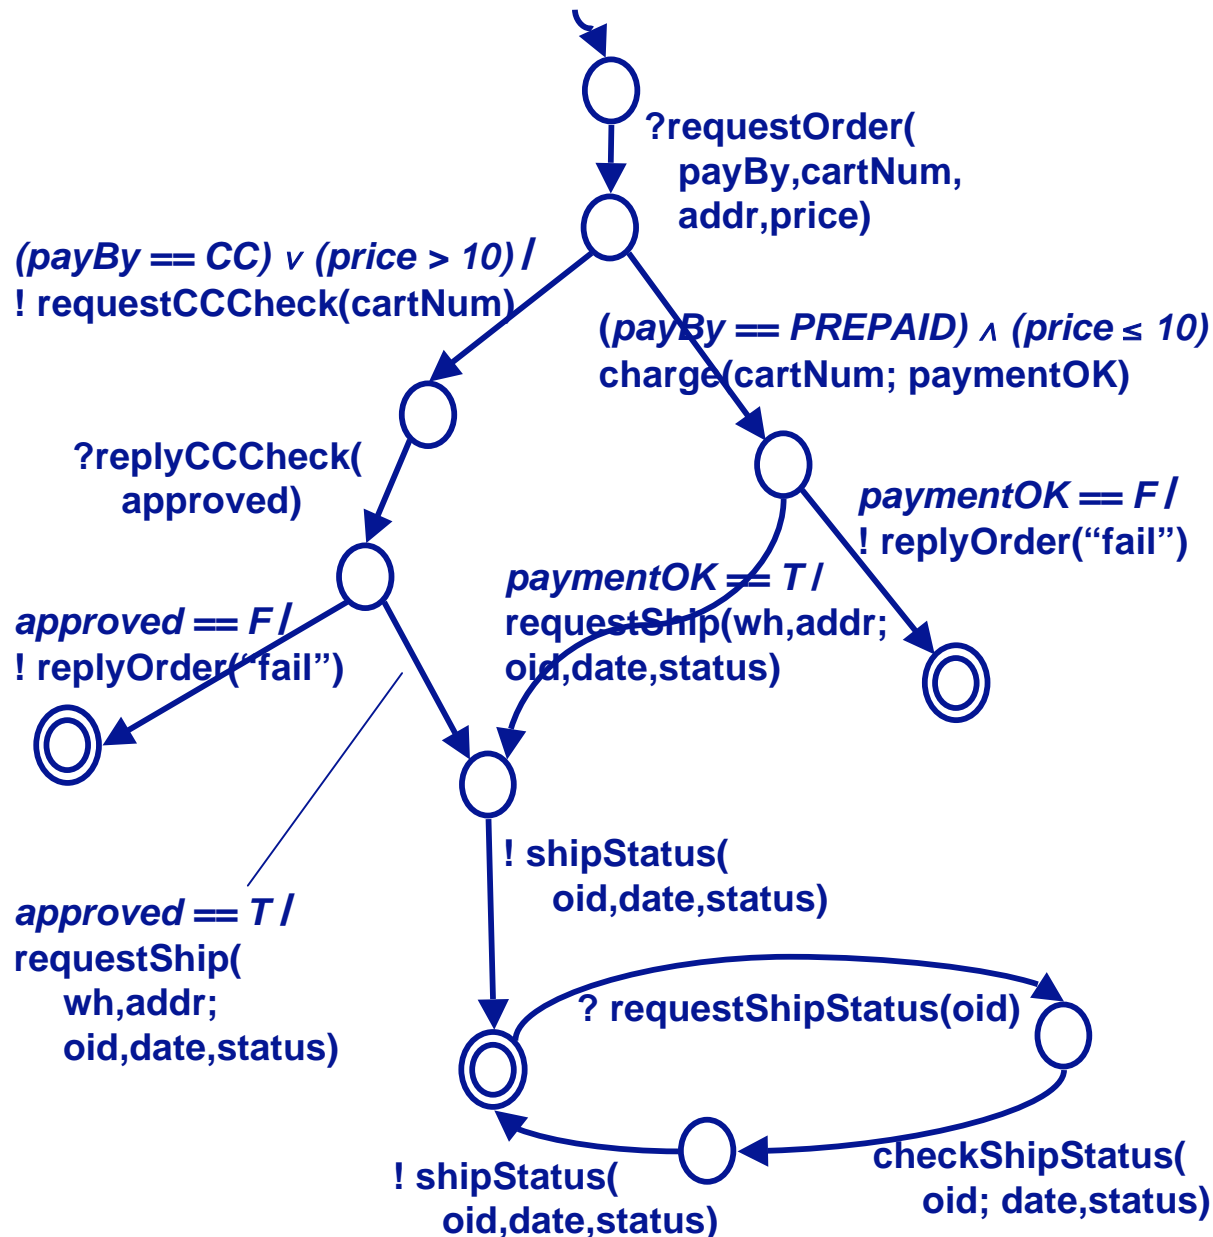 ?requestOrder(
payBy,cartNum,
addr,price)
(payBy == CC) ∨ (price > 10) /
! requestCCCheck(cartNum)
(payBy == PREPAID) ∧ (price ≤ 10)
charge(cartNum; paymentOK)
?replyCCCheck(
approved)
paymentOK == F /
! replyOrder(“fail”)
paymentOK == T /
requestShip(wh,addr;
oid,date,status)
approved == F /
! replyOrder(“fail”)
! shipStatus(
oid,date,status)
approved == T /
requestShip(
wh,addr;
oid,date,status)
? requestShipStatus(oid)
checkShipStatus(
oid; date,status)
! shipStatus(
oid,date,status)